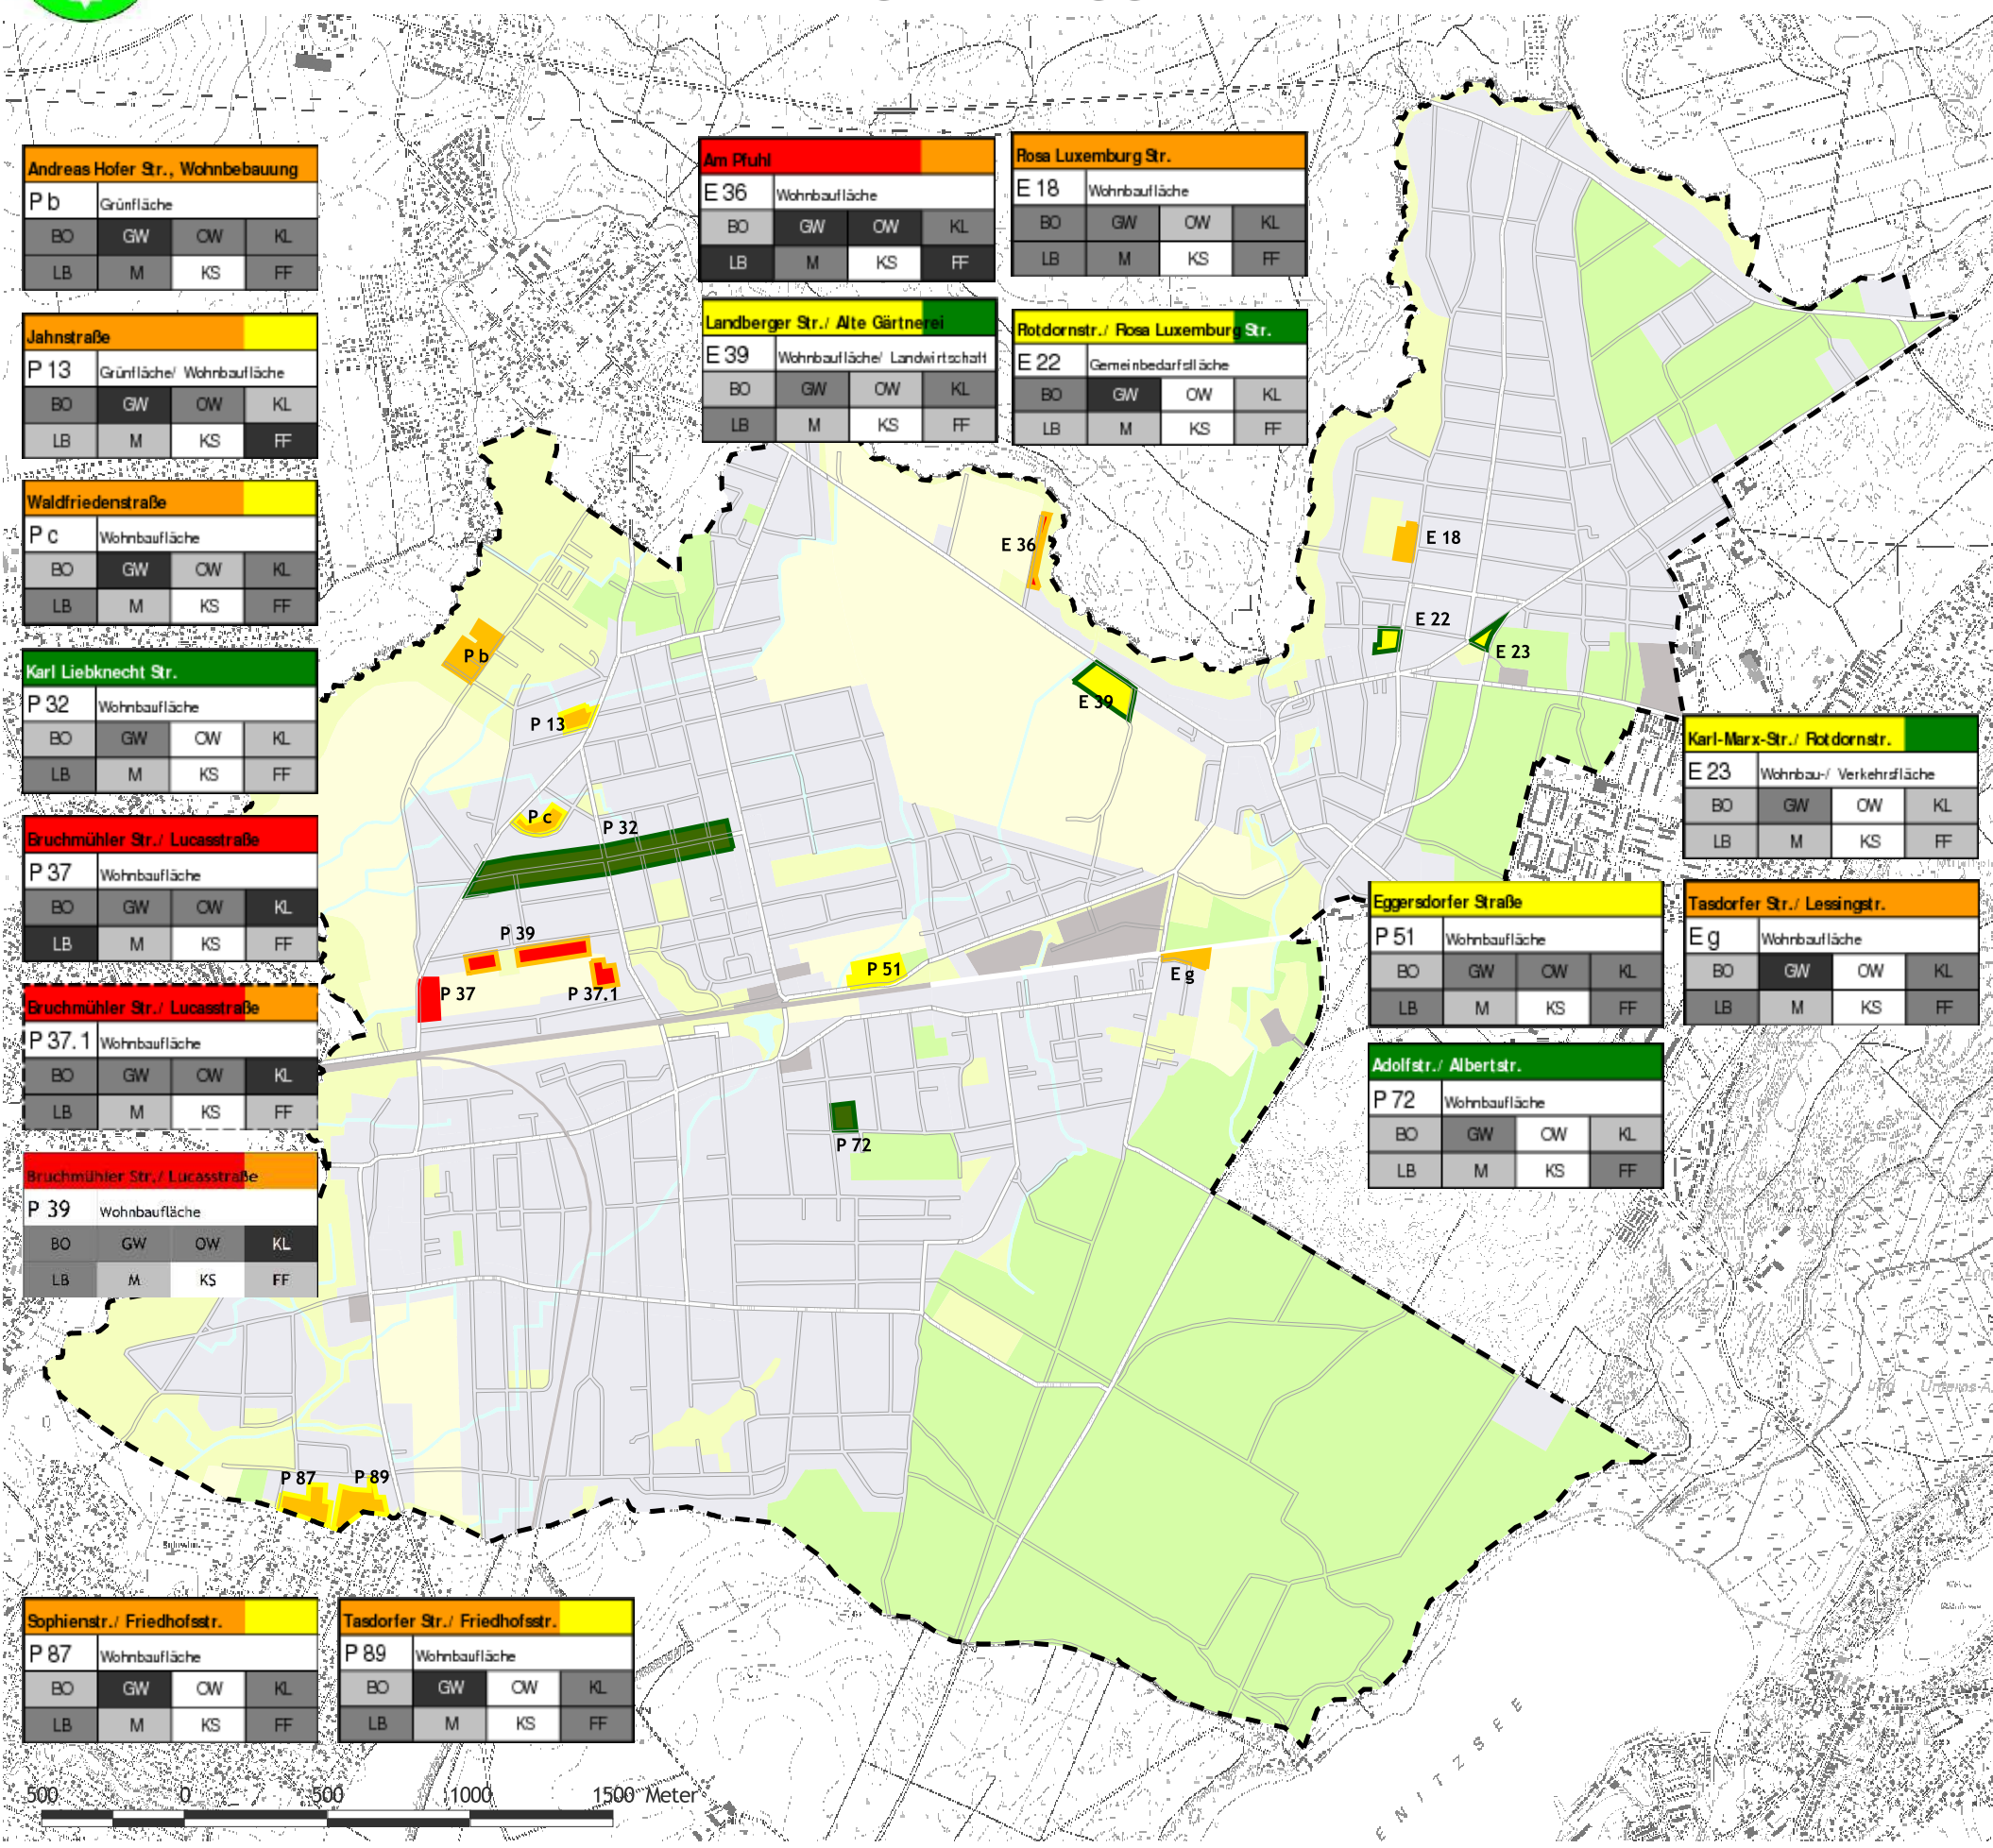 Andreas Hofer Str., Wohnbebauung
P b Grünfläche
BO GW OW KL
LB M KS FF
Jahnstraße
P 13 Grünfläche/ Wohnbaufläche
BO GW OW KL
LB M KS FF
Waldfriedenstraße
P c Wohnbaufläche
BO GW OW KL
LB M KS FF
Karl Liebknecht Str.
P 32 Wohnbaufläche
BO GW OW KL
LB M KS FF
Bruchmühler Str./ Lucasstraße
P 37 Wohnbaufläche
BO GW OW KL
LB M KS FF
Bruchmühler Str./ Lucasstraße
P 37.1 Wohnbaufläche
BO GW OW KL
LB M KS FF
Bruchmühler Str./ Lucasstraße
P 39 Wohnbaufläche
BO GW OW KL
LB M KS FF
Sophienstr./ Friedhofsstr.
P 87 Wohnbaufläche
BO GW OW KL
LB M KS FF
Tasdorfer Str./ Friedhofsstr.
P 89 Wohnbaufläche
BO GW OW KL
LB M KS FF
Am Pfuhl
E 36 Wohnbaufläche
BO GW OW KL
LB M KS FF
Rosa Luxemburg Str.
E 18 Wohnbaufläche
BO GW OW KL
LB M KS FF
Landberger Str./ Alte Gärtnerei
E 39 Wohnbaufläche/ Landwirtschaft
BO GW OW KL
LB M KS FF
Rotdornstr./ Rosa Luxemburg Str.
E 22 Gemeinbedarfsfläche
BO GW OW KL
LB M KS FF
Karl-Marx-Str./ Rotdornstr.
E 23 Wohnbau-/ Verkehrsfläche
BO GW OW KL
LB M KS FF
Eggersdorfer Straße
P 51 Wohnbaufläche
BO GW OW KL
LB M KS FF
Tasdorfer Str./ Lessingstr.
E g Wohnbaufläche
BO GW OW KL
LB M KS FF
Adolfstr./ Albertstr.
P 72 Wohnbaufläche
BO GW OW KL
LB M KS FF
E 36
E 18
E 22
E 23
P b
E 39
P 13
P c
P 32
P 39
P 51
E g
P 37
P 37.1
P 72
P 87
P 89
500 0 500 1000 1500 Meter